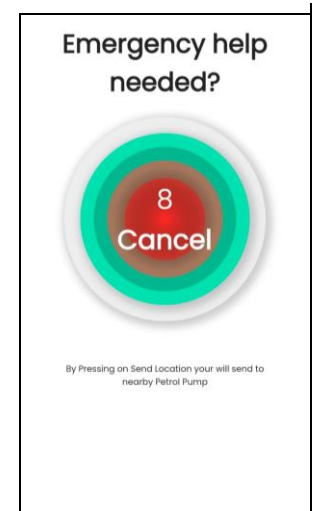 Emergency help
needed?
8
Cancel
By Pressing on Send Location your will send to
nearby Petrol Pump